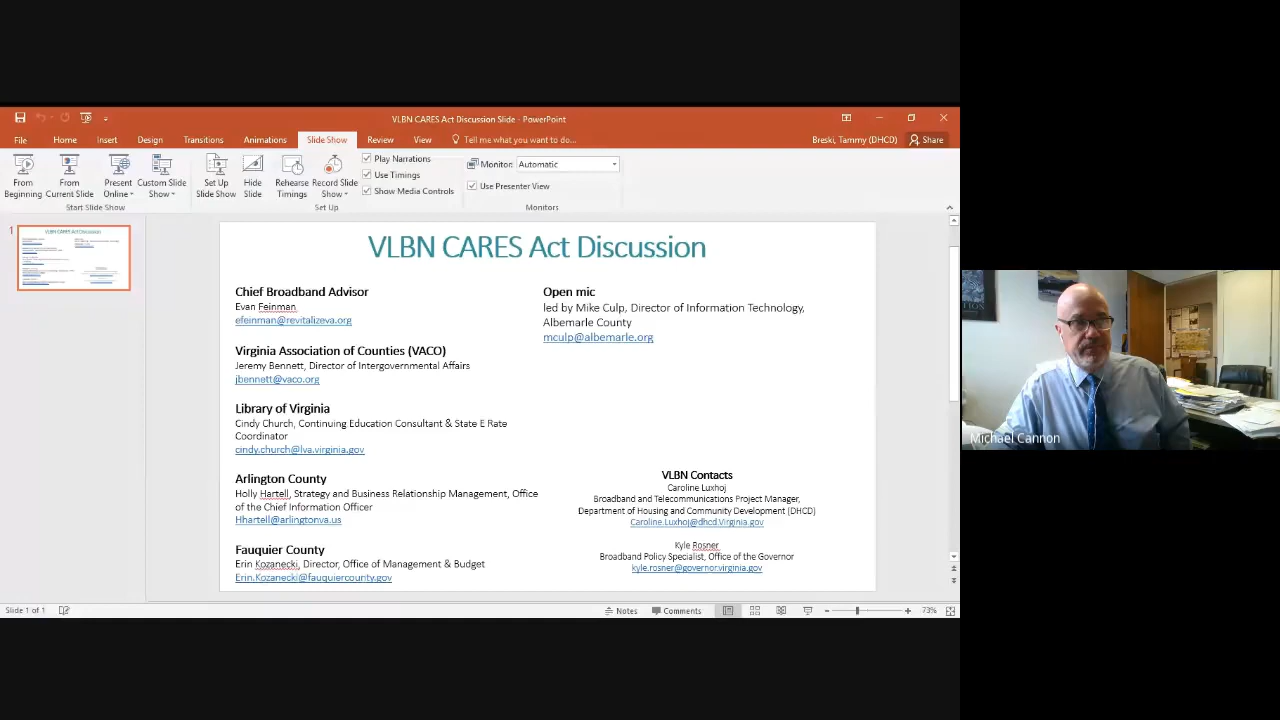 VLBN CARES Act Discussion Slide - PowerPoint
File Home Insert Design Transitions Animations Slide Show Review View Tell me what you want to do... Breski, Tammy (DHCD) Share
From Beginning
From Current Slide
Present Online
Custom Slide Show
Start Slide Show
Set Up Slide Show
Hide Slide
Rehearse Timings
Record Slide Show
Play Narrations
Use Timings
Show Media Controls
Set Up
Monitor: Automatic
Use Presenter View
Monitors
1
VLBN CARES Act Discussion
Chief Broadband Advisor
Evan Feinman
efeinman@revitalizeva.org
Virginia Association of Counties (VACO)
Jeremy Bennett, Director of Intergovernmental Affairs
jbennett@vaco.org
Library of Virginia
Cindy Church, Continuing Education Consultant & State E Rate
Coordinator
cindy.church@lva.virginia.gov
Arlington County
Holly Hartell, Strategy and Business Relationship Management, Office
of the Chief Information Officer
Hhartell@arlingtonva.us
Fauquier County
Erin Kozanecki, Director, Office of Management & Budget
Erin.Kozanecki@fauquiercounty.gov
Open mic
led by Mike Culp, Director of Information Technology,
Albemarle County
mculp@albemarle.org
VLBN Contacts
Caroline Luxhoj
Broadband and Telecommunications Project Manager,
Department of Housing and Community Development (DHCD)
Caroline.Luxhoj@dhcd.Virginia.gov
Kyle Rosner
Broadband Policy Specialist, Office of the Governor
kyle.rosner@governor.virginia.gov
Slide 1 of 1
Notes Comments 73%
Michael Cannon